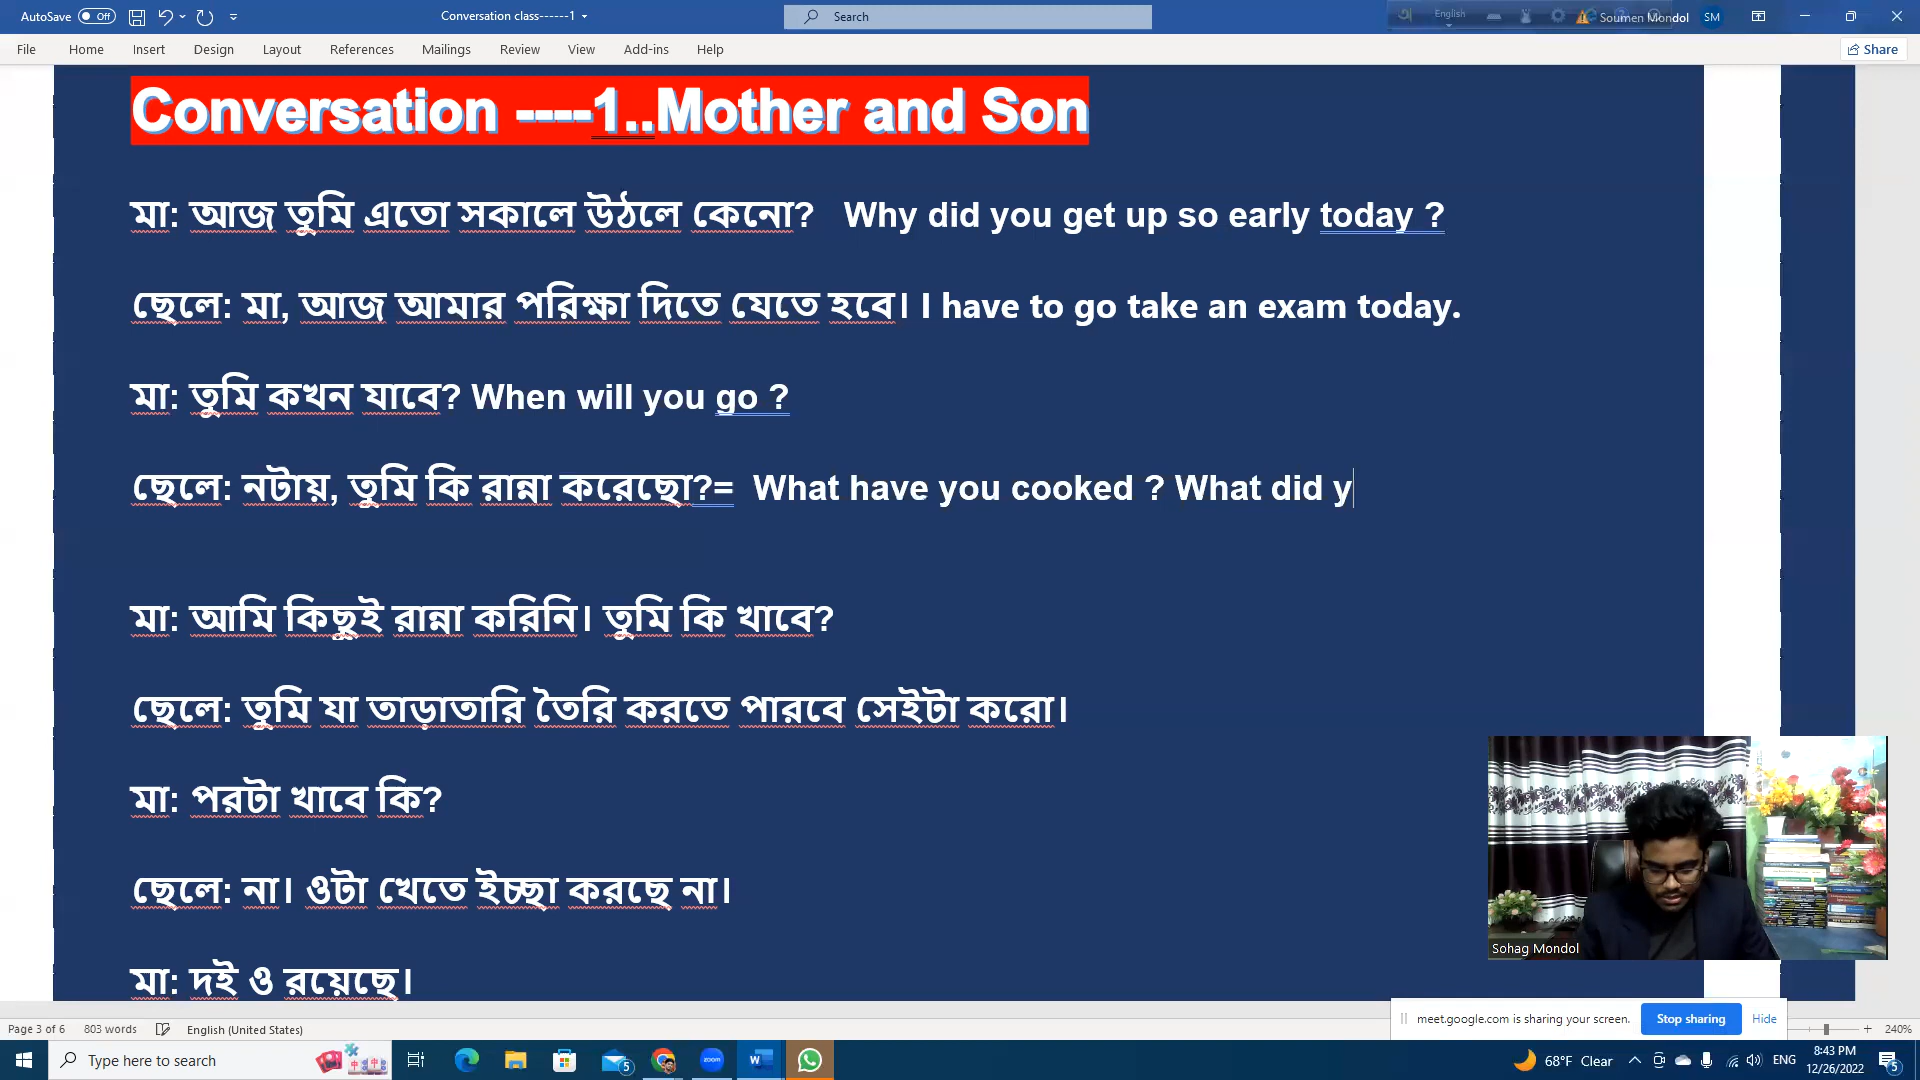 AutoSave Off Conversation class------1 Search English Soumen Mondol SM
File Home Insert Design Layout References Mailings Review View Add-ins Help Share
Conversation ----1..Mother and Son
মা: আজ তুমি এতো সকালে উঠলে কেনো? Why did you get up so early today ?
ছেলে: মা, আজ আমার পরিক্ষা দিতে যেতে হবে। I have to go take an exam today.
মা: তুমি কখন যাবে? When will you go ?
ছেলে: নটায়, তুমি কি রান্না করেছো?= What have you cooked ? What did y
মা: আমি কিছুই রান্না করিনি। তুমি কি খাবে?
ছেলে: তুমি যা তাড়াতারি তৈরি করতে পারবে সেইটা করো।
মা: পরটা খাবে কি?
ছেলে: না। ওটা খেতে ইচ্ছা করছে না।
মা: দই ও রয়েছে।
Sohag Mondol
meet.google.com is sharing your screen. Stop sharing Hide
Page 3 of 6 803 words English (United States) 240%
Type here to search 5 zoom 68°F Clear ENG 8:43 PM 5
12/26/2022